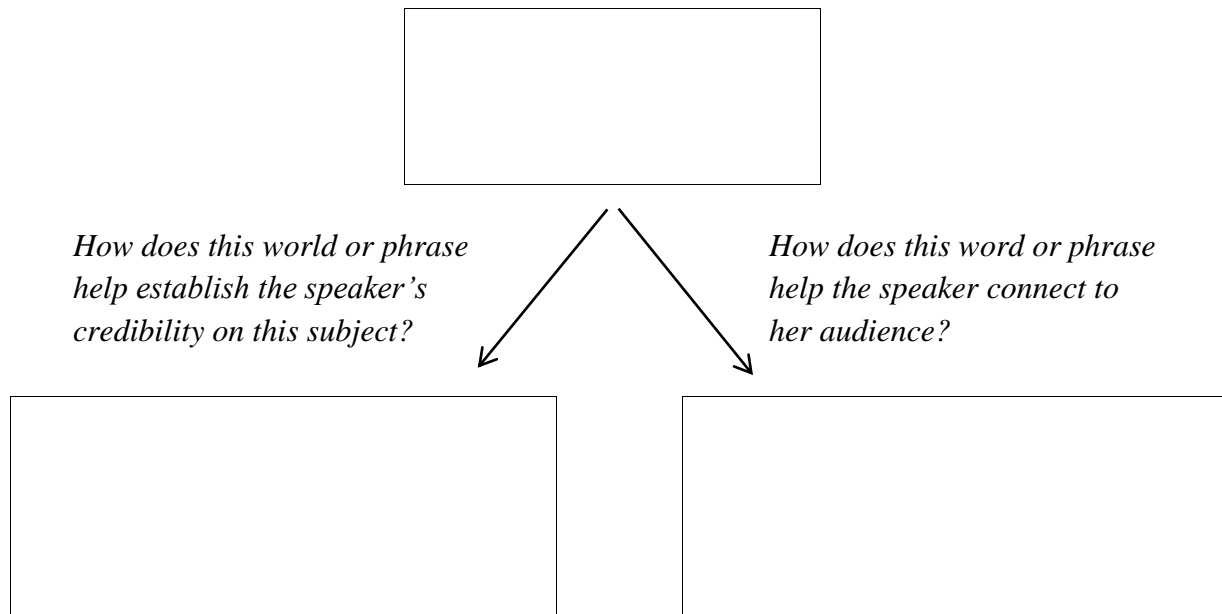 How does this world or phrase
help establish the speaker’s
credibility on this subject?
How does this word or phrase
help the speaker connect to
her audience?